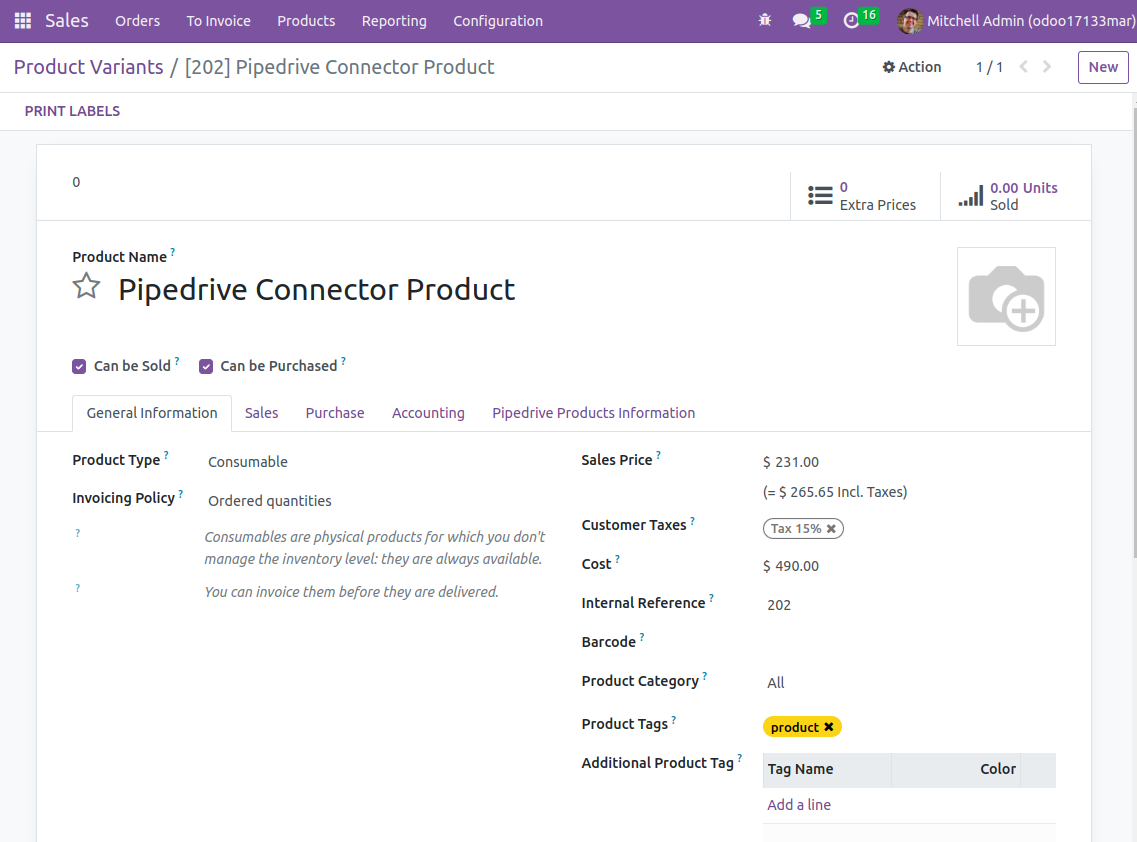 Sales Orders To Invoice Products Reporting Configuration 5 16 Mitchell Admin (odoo17133mar)
Product Variants / [202] Pipedrive Connector Product Action 1 / 1 New
PRINT LABELS
0
0
Extra Prices
0.00 Units
Sold
Product Name ?
Pipedrive Connector Product
Can be Sold ? Can be Purchased ?
General Information Sales Purchase Accounting Pipedrive Products Information
Product Type ? Consumable
Invoicing Policy ? Ordered quantities
? Consumables are physical products for which you don't
manage the inventory level: they are always available.
? You can invoice them before they are delivered.
Sales Price ? $ 231.00
(= $ 265.65 Incl. Taxes)
Customer Taxes ? Tax 15% ✖
Cost ? $ 490.00
Internal Reference ? 202
Barcode ?
Product Category ? All
Product Tags ? product ✖
Additional Product Tag ? Tag Name Color
Add a line